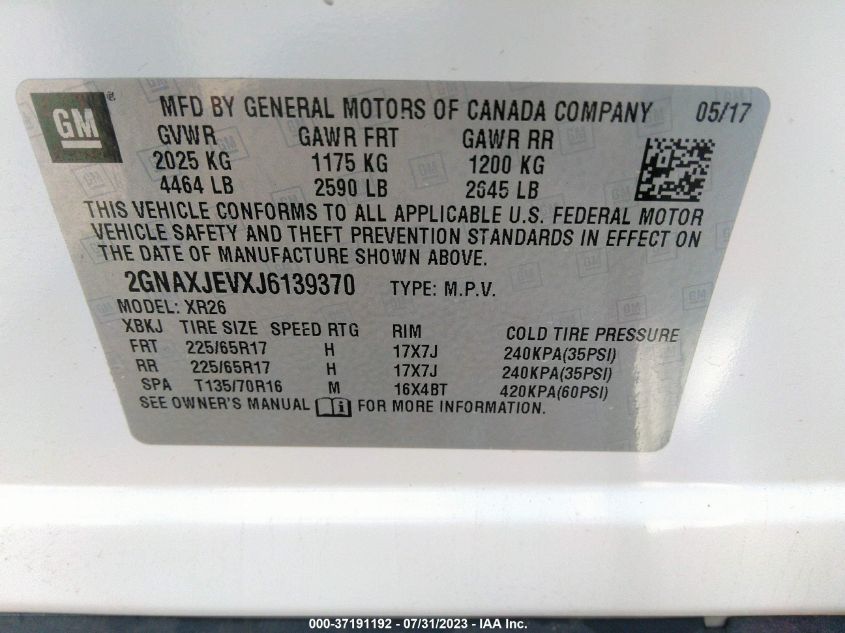 GM ®
MFD BY GENERAL MOTORS OF CANADA COMPANY 05/17
GVWR GAWR FRT GAWR RR
2025 KG 1175 KG 1200 KG
4464 LB 2590 LB 2645 LB
THIS VEHICLE CONFORMS TO ALL APPLICABLE U.S. FEDERAL MOTOR
VEHICLE SAFETY AND THEFT PREVENTION STANDARDS IN EFFECT ON
THE DATE OF MANUFACTURE SHOWN ABOVE.
2GNAXJEVXJ6139370 TYPE: M.P.V.
MODEL: XR26
XBKJ TIRE SIZE SPEED RTG RIM COLD TIRE PRESSURE
FRT 225/65R17 H 17X7J 240KPA(35PSI)
RR 225/65R17 H 17X7J 240KPA(35PSI)
SPA T135/70R16 M 16X4BT 420KPA(60PSI)
SEE OWNER'S MANUAL FOR MORE INFORMATION.
000-37191192 - 07/31/2023 - IAA Inc.